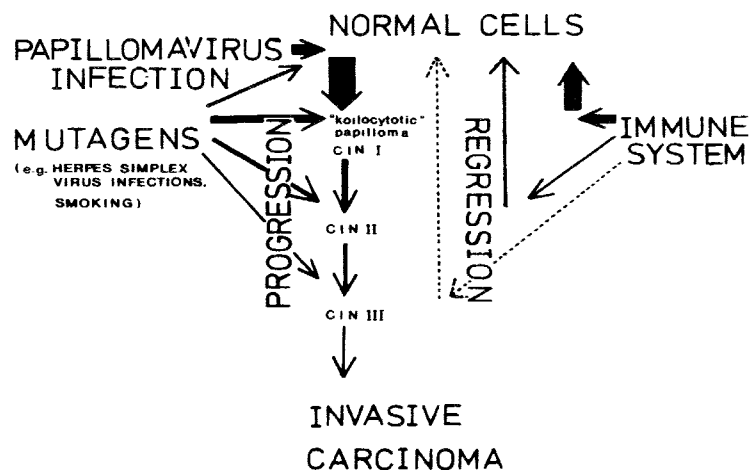 NORMAL CELLS
PAPILLOMAVIRUS
INFECTION
MUTAGENS
(e.g. HERPES SIMPLEX
VIRUS INFECTIONS,
SMOKING)
PROGRESSION
"koilocytotic"
papilloma
CIN I
CIN II
CIN III
INVASIVE
CARCINOMA
REGRESSION
IMMUNE
SYSTEM